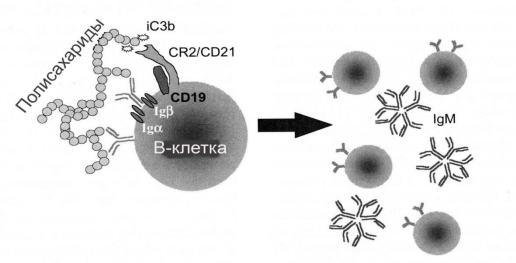 iC3b
Полисахариды
CR2/CD21
CD19
Igβ
Igα
В-клетка
IgM